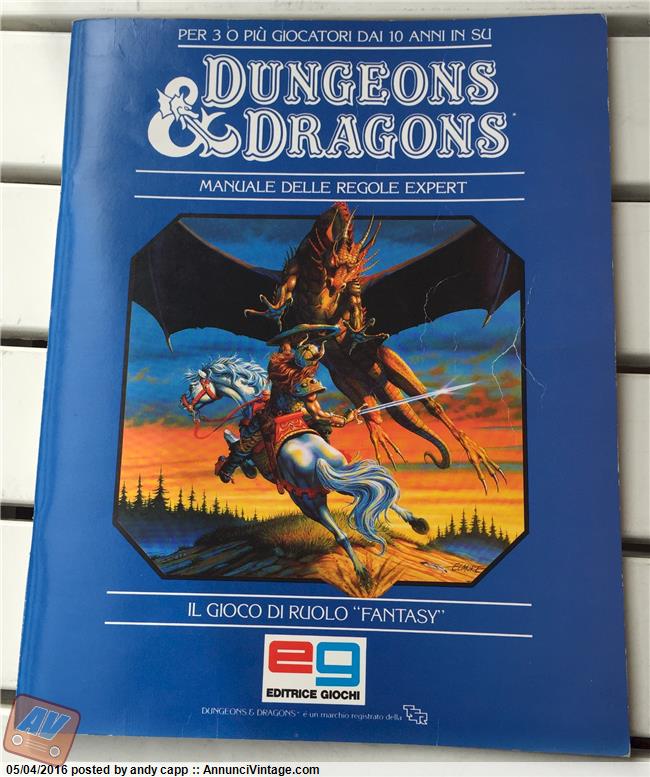 PER 3 O PIÙ GIOCATORI DAI 10 ANNI IN SU
DUNGEONS
& DRAGONS
MANUALE DELLE REGOLE EXPERT
ELMORE
IL GIOCO DI RUOLO "FANTASY"
eg
EDITRICE GIOCHI
DUNGEONS & DRAGONS™ è un marchio registrato della TSR
AV
05/04/2016 posted by andy capp :: AnnunciVintage.com